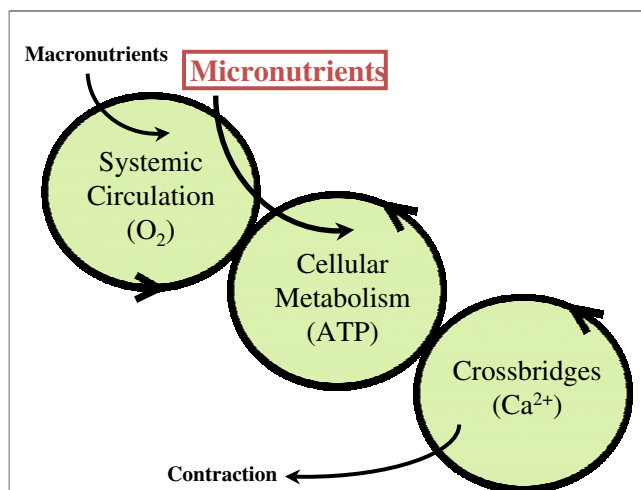 Macronutrients
Micronutrients
Systemic
Circulation
(O₂)
Cellular
Metabolism
(ATP)
Crossbridges
(Ca²⁺)
Contraction